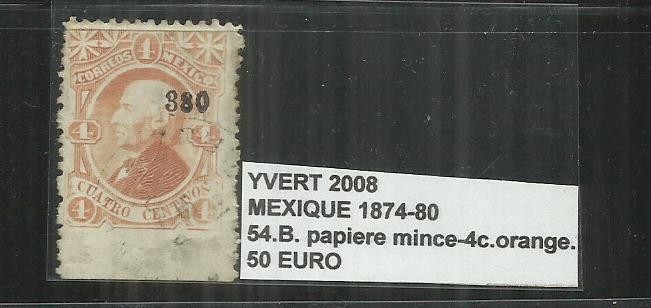 4
CORREOS MEXICO
380
4 4
CUATRO CENTAVOS
4 4
YVERT 2008
MEXIQUE 1874-80
54.B. papiere mince-4c.orange.
50 EURO